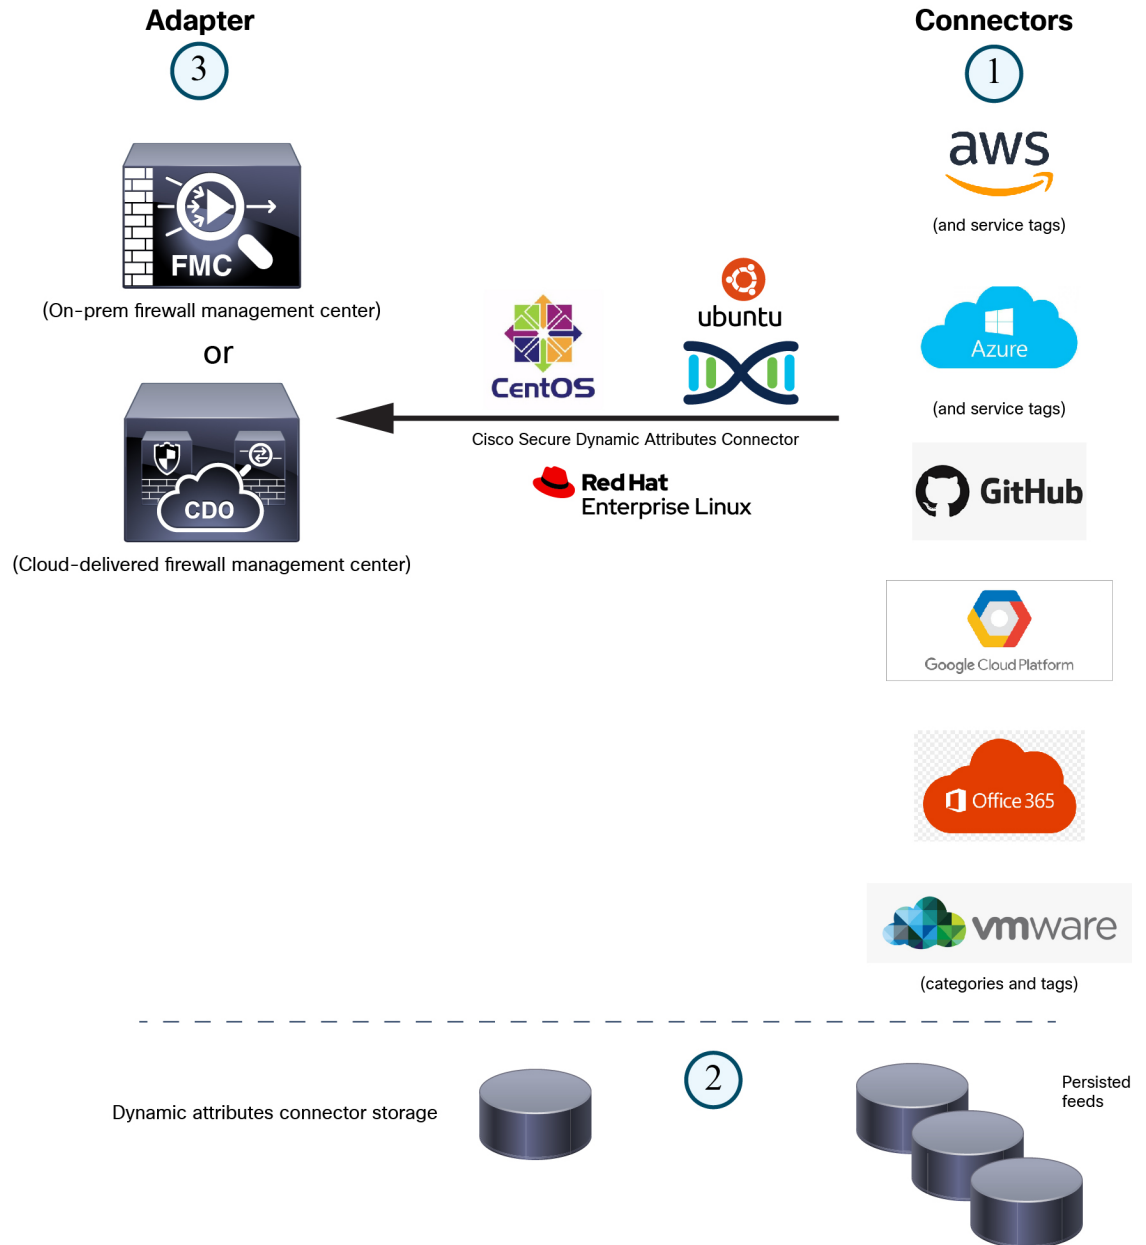 Adapter
3
FMC
(On-prem firewall management center)
or
CDO
(Cloud-delivered firewall management center)
CentOS
ubuntu
Cisco Secure Dynamic Attributes Connector
Red Hat
Enterprise Linux
Connectors
1
aws
(and service tags)
Azure
(and service tags)
GitHub
Google Cloud Platform
Office 365
vmware
(categories and tags)
Dynamic attributes connector storage
2
Persisted
feeds